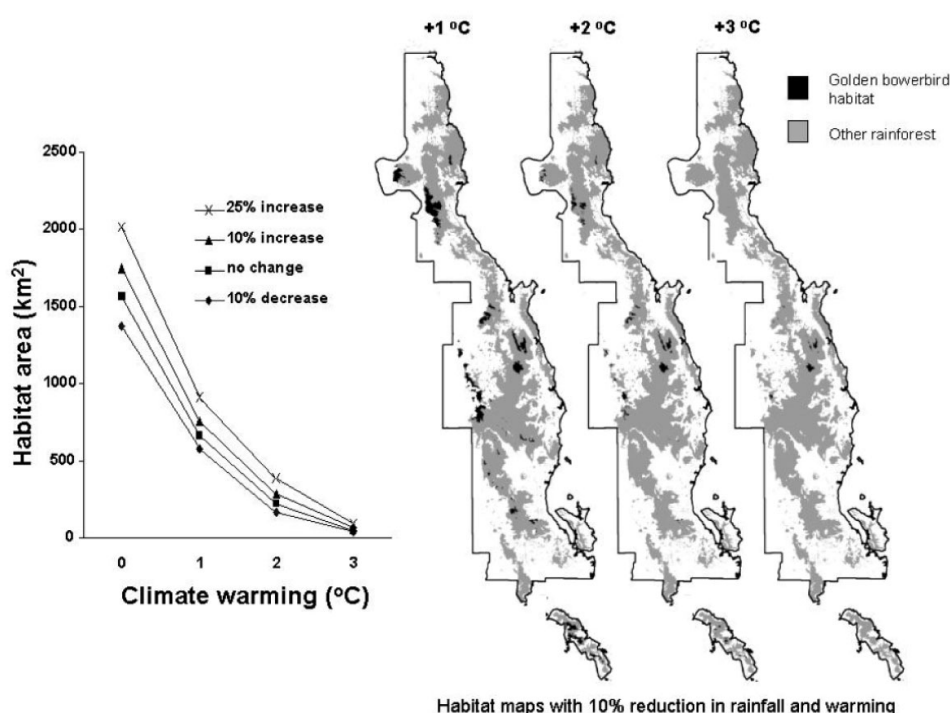 +1 ºC
+2 ºC
+3 ºC
Golden bowerbird
habitat
Other rainforest
Habitat area (km²)
2500
2000
1500
1000
500
0
25% increase
10% increase
no change
10% decrease
0
1
2
3
Climate warming (ºC)
Habitat maps with 10% reduction in rainfall and warming